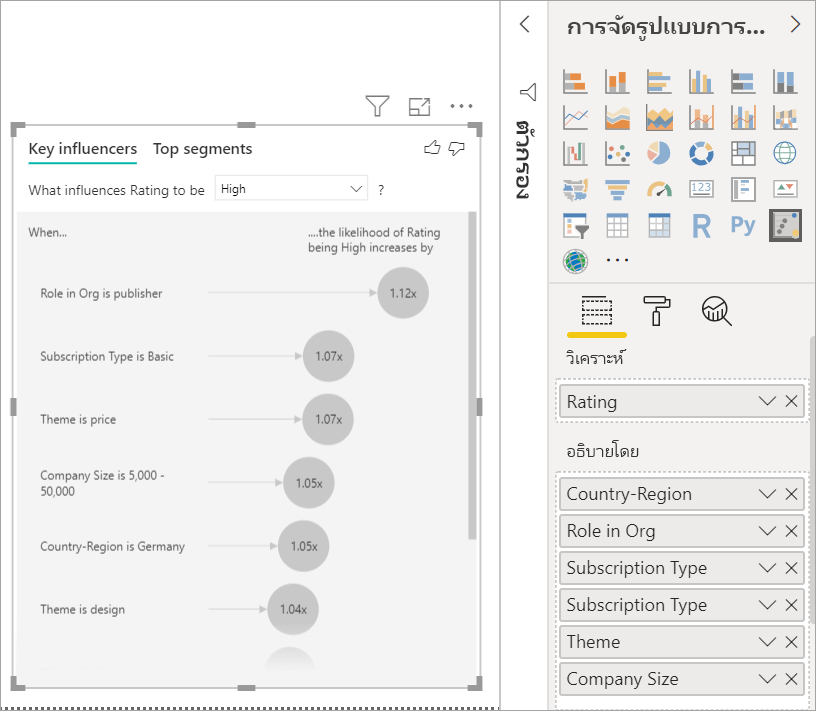 Key influencers Top segments
What influences Rating to be High ?
When...
....the likelihood of Rating
being High increases by
Role in Org is publisher
1.12x
Subscription Type is Basic
1.07x
Theme is price
1.07x
Company Size is 5,000 -
50,000
1.05x
Country-Region is Germany
1.05x
Theme is design
1.04x
ตัวกรอง
การจัดรูปแบบการ...
123
R
Py
วิเคราะห์
Rating
อธิบายโดย
Country-Region
Role in Org
Subscription Type
Subscription Type
Theme
Company Size